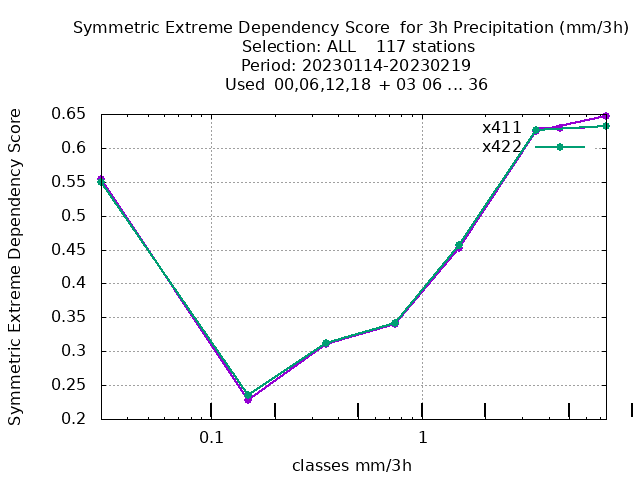 Symmetric Extreme Dependency Score  for 3h Precipitation (mm/3h)
Selection: ALL    117 stations
Period: 20230114-20230219
Used  00,06,12,18 + 03 06 ... 36
Symmetric Extreme Dependency Score
0.65
0.6
0.55
0.5
0.45
0.4
0.35
0.3
0.25
0.2
x411
x422
0.1
1
classes mm/3h